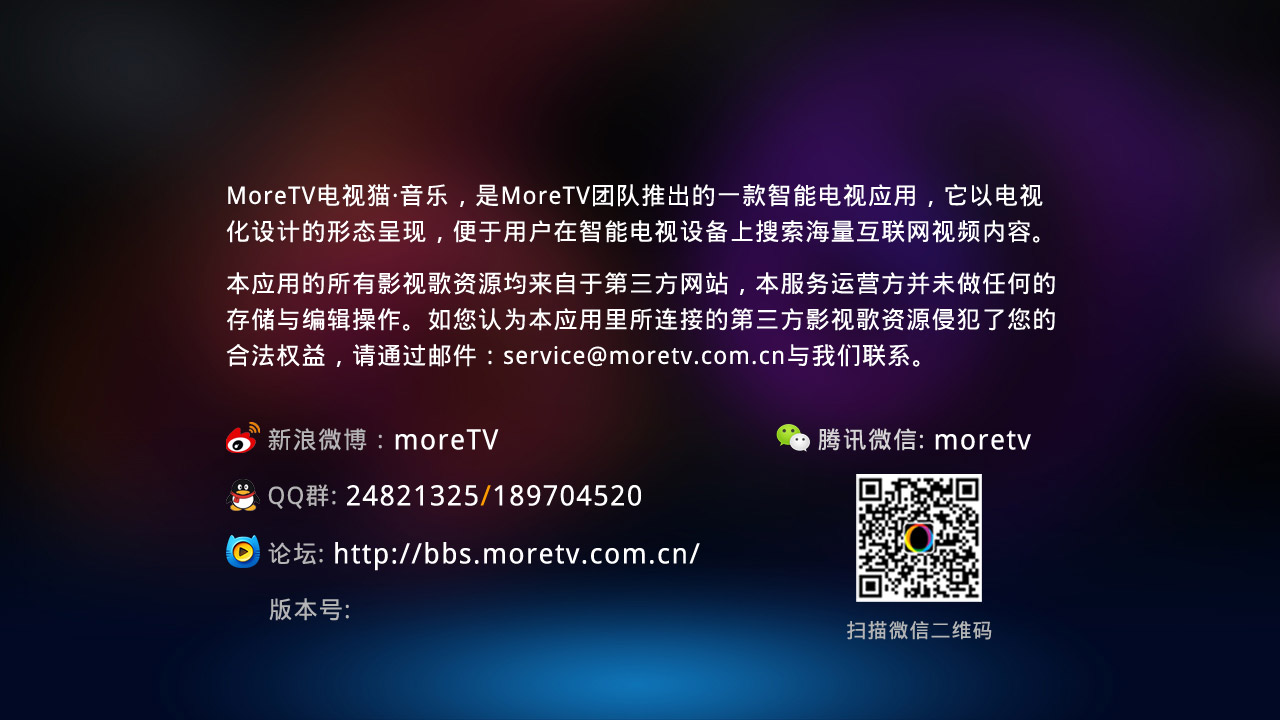 MoreTV电视猫·音乐，是MoreTV团队推出的一款智能电视应用，它以电视
化设计的形态呈现，便于用户在智能电视设备上搜索海量互联网视频内容。
本应用的所有影视歌资源均来自于第三方网站，本服务运营方并未做任何的
存储与编辑操作。如您认为本应用里所连接的第三方影视歌资源侵犯了您的
合法权益，请通过邮件：service@moretv.com.cn与我们联系。
新浪微博：moreTV
腾讯微信: moretv
QQ群: 24821325/189704520
论坛: http://bbs.moretv.com.cn/
版本号:
扫描微信二维码